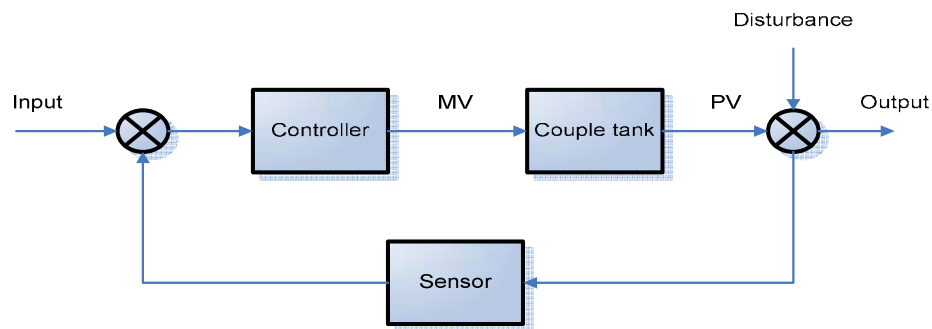 Disturbance
Input
MV
PV
Output
Controller
Couple tank
Sensor